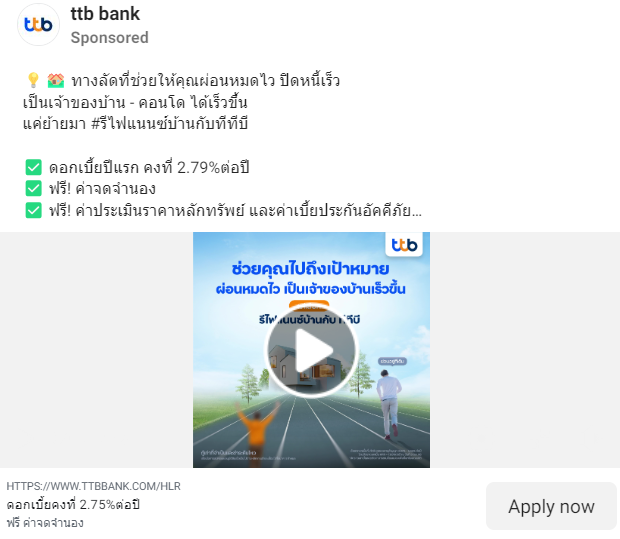 ttb
ttb bank
Sponsored
💡 🏘️ ทางลัดที่ช่วยให้คุณผ่อนหมดไว ปิดหนี้เร็ว
เป็นเจ้าของบ้าน - คอนโด ได้เร็วขึ้น
แค่ย้ายมา #รีไฟแนนซ์บ้านกับทีทีบี
✅ ดอกเบี้ยปีแรก คงที่ 2.79%ต่อปี
✅ ฟรี! ค่าจดจำนอง
✅ ฟรี! ค่าประเมินราคาหลักทรัพย์ และค่าเบี้ยประกันอัคคีภัย...
ttb
ช่วยคุณไปถึงเป้าหมาย
ผ่อนหมดไว เป็นเจ้าของบ้านเร็วขึ้น
รีไฟแนนซ์บ้านกับ ทีทีบี
HTTPS://WWW.TTBBANK.COM/HLR
ดอกเบี้ยคงที่ 2.75%ต่อปี
ฟรี ค่าจดจำนอง
Apply now